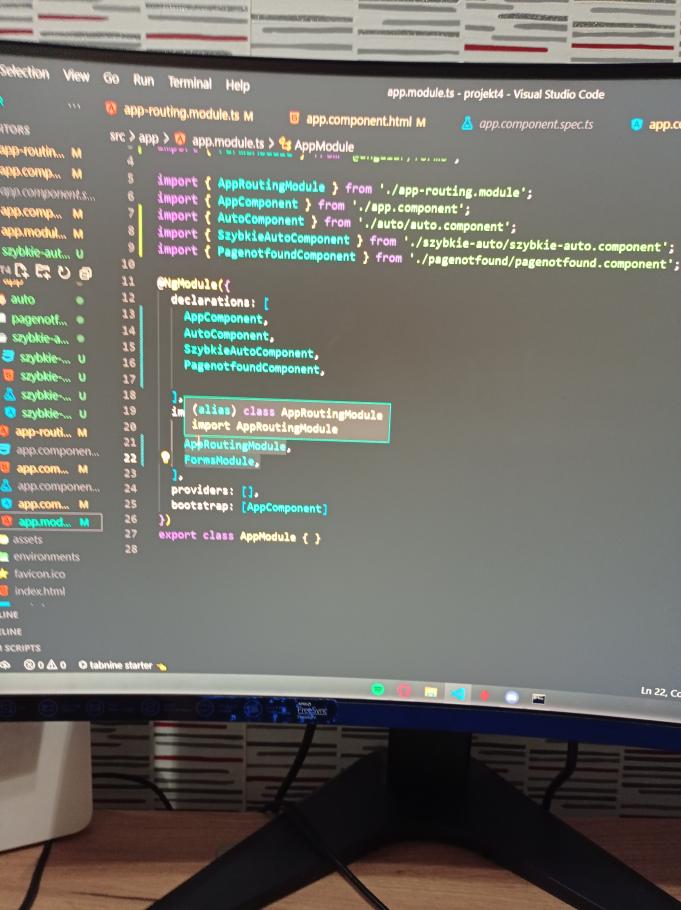 Selection View Go Run Terminal Help
app.module.ts - projekt4 - Visual Studio Code
...
app-routing.module.ts M
app.component.html M
app.component.spec.ts
app.c
src > app > app.module.ts > AppModule
ITORS
app-routin... M
app.comp... M
app.component.s...
app.comp... M
app.modul... M
szybkie-aut... U
T4
auto
pagenotf...
szybkie-a...
szybkie-... U
szybkie-... U
szybkie-... U
szybkie-... U
app-routi... M
app.componen...
app.com... M
app.componen...
app.com... M
app.mod... M
assets
environments
favicon.ico
index.html
LINE
ELINE
SCRIPTS
4
5 import { AppRoutingModule } from './app-routing.module';
6 import { AppComponent } from './app.component';
7 import { AutoComponent } from './auto/auto.component';
8 import { SzybkieAutoComponent } from './szybkie-auto/szybkie-auto.component';
9 import { PagenotfoundComponent } from './pagenotfound/pagenotfound.component';
10
11 @NgModule({
12 declarations: [
13 AppComponent,
14 AutoComponent,
15 SzybkieAutoComponent,
16 PagenotfoundComponent,
17
18 ],
19 im
(alias) class AppRoutingModule
import AppRoutingModule
20
21 AppRoutingModule,
22 FormsModule,
23 ],
24 providers: [],
25 bootstrap: [AppComponent]
26 })
27 export class AppModule { }
28
0 0 tabnine starter
Ln 22, Co
AMD
FreeSync